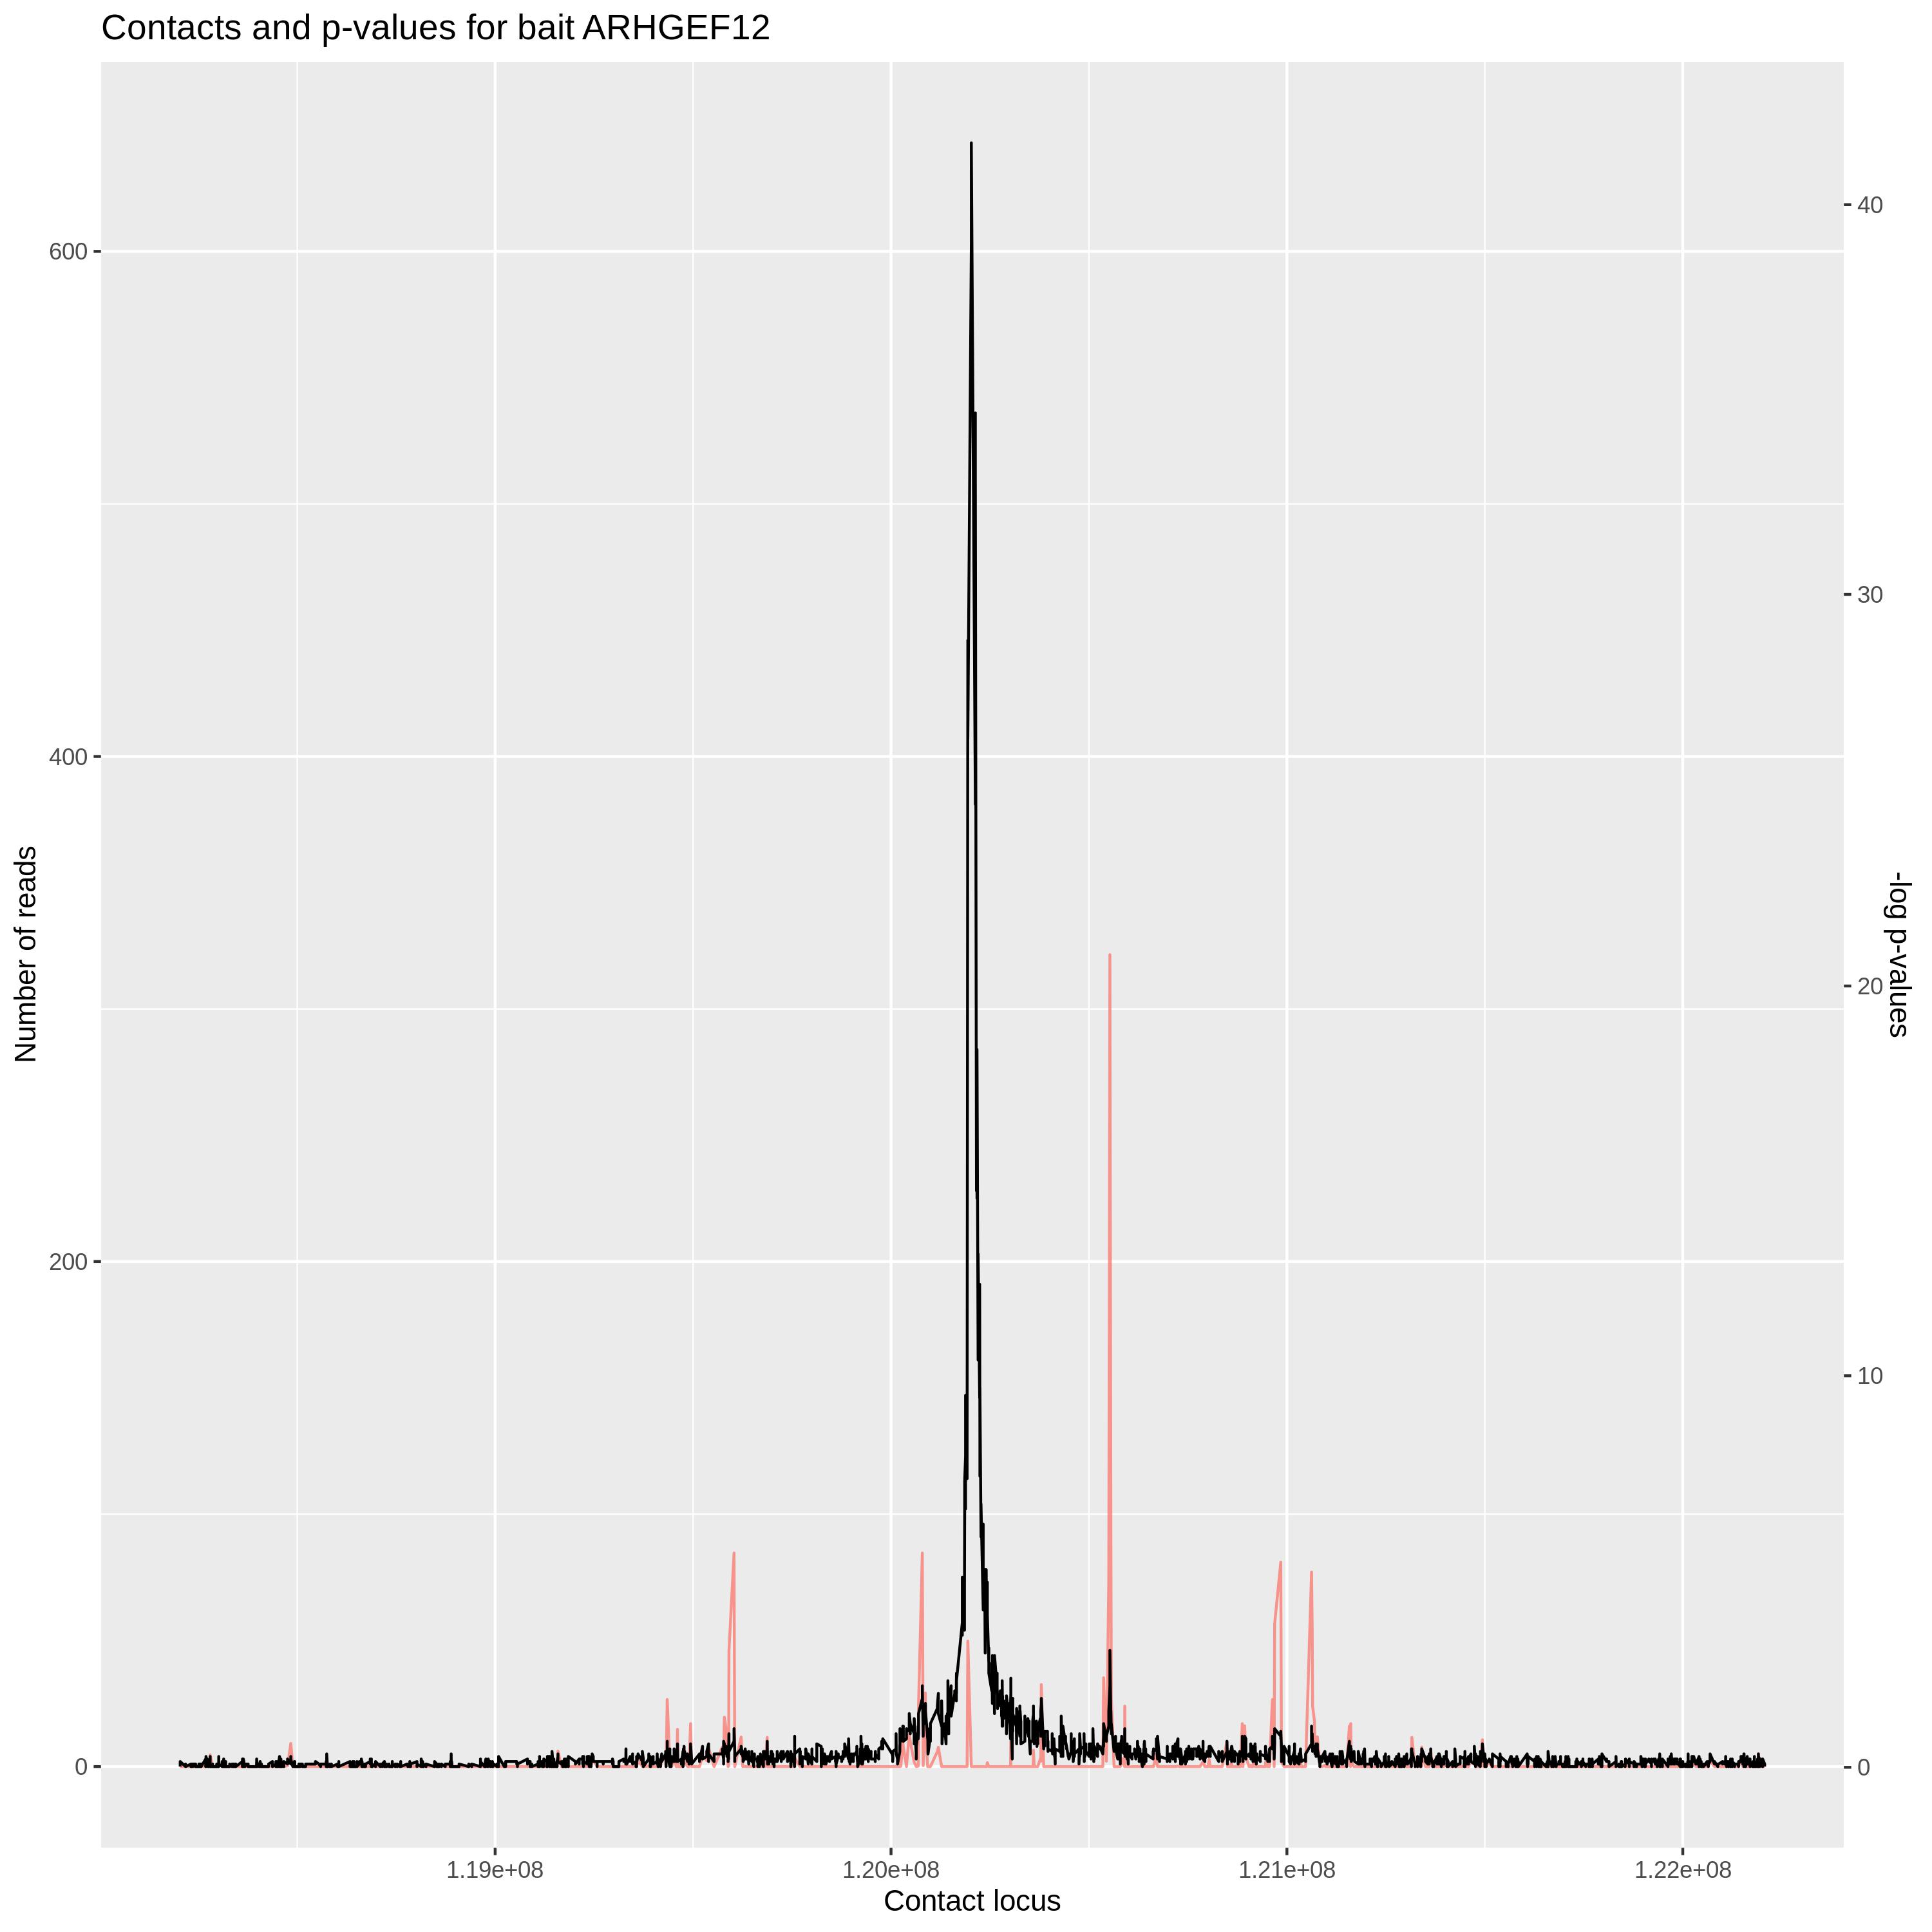 Contacts and p-values for bait ARHGEF12
Number of reads
600
400
200
0
40
30
20
10
0
-log p-values
1.19e+08
1.20e+08
1.21e+08
1.22e+08
Contact locus